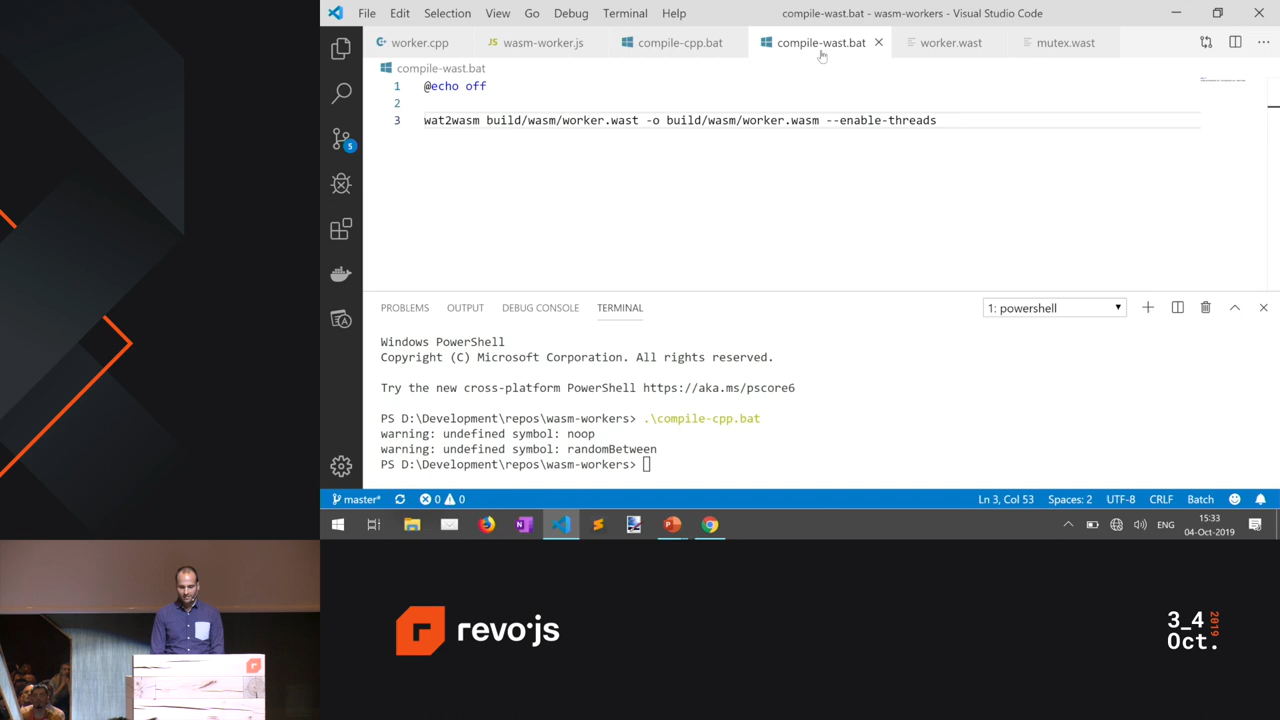 File Edit Selection View Go Debug Terminal Help compile-wast.bat - wasm-workers - Visual Studio Code
worker.cpp wasm-worker.js compile-cpp.bat compile-wast.bat worker.wast mutex.wast
compile-wast.bat
1 @echo off
2
3 wat2wasm build/wasm/worker.wast -o build/wasm/worker.wasm --enable-threads
5
PROBLEMS OUTPUT DEBUG CONSOLE TERMINAL 1: powershell
Windows PowerShell
Copyright (C) Microsoft Corporation. All rights reserved.
Try the new cross-platform PowerShell https://aka.ms/pscore6
PS D:\Development\repos\wasm-workers> .\compile-cpp.bat
warning: undefined symbol: noop
warning: undefined symbol: randomBetween
PS D:\Development\repos\wasm-workers>
master* 0 0 Ln 3, Col 53 Spaces: 2 UTF-8 CRLF Batch
ENG 15:33
04-Oct-2019
r revo.js
3_4 2019
Oct.